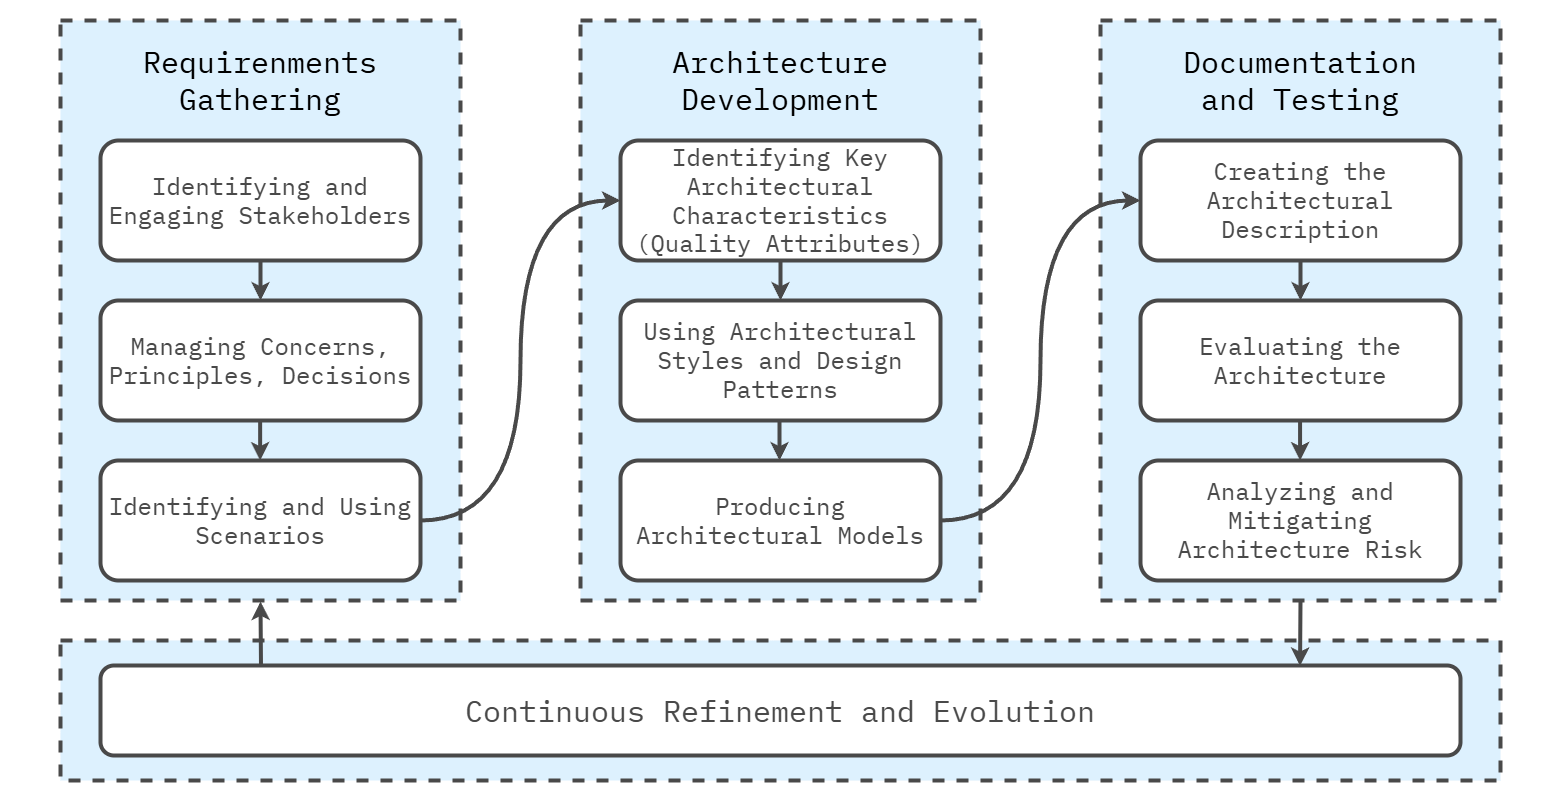 Requirenments
Gathering
Identifying and
Engaging Stakeholders
Managing Concerns,
Principles, Decisions
Identifying and Using
Scenarios
Architecture
Development
Identifying Key
Architectural
Characteristics
(Quality Attributes)
Using Architectural
Styles and Design
Patterns
Producing
Architectural Models
Documentation
and Testing
Creating the
Architectural
Description
Evaluating the
Architecture
Analyzing and
Mitigating
Architecture Risk
Continuous Refinement and Evolution